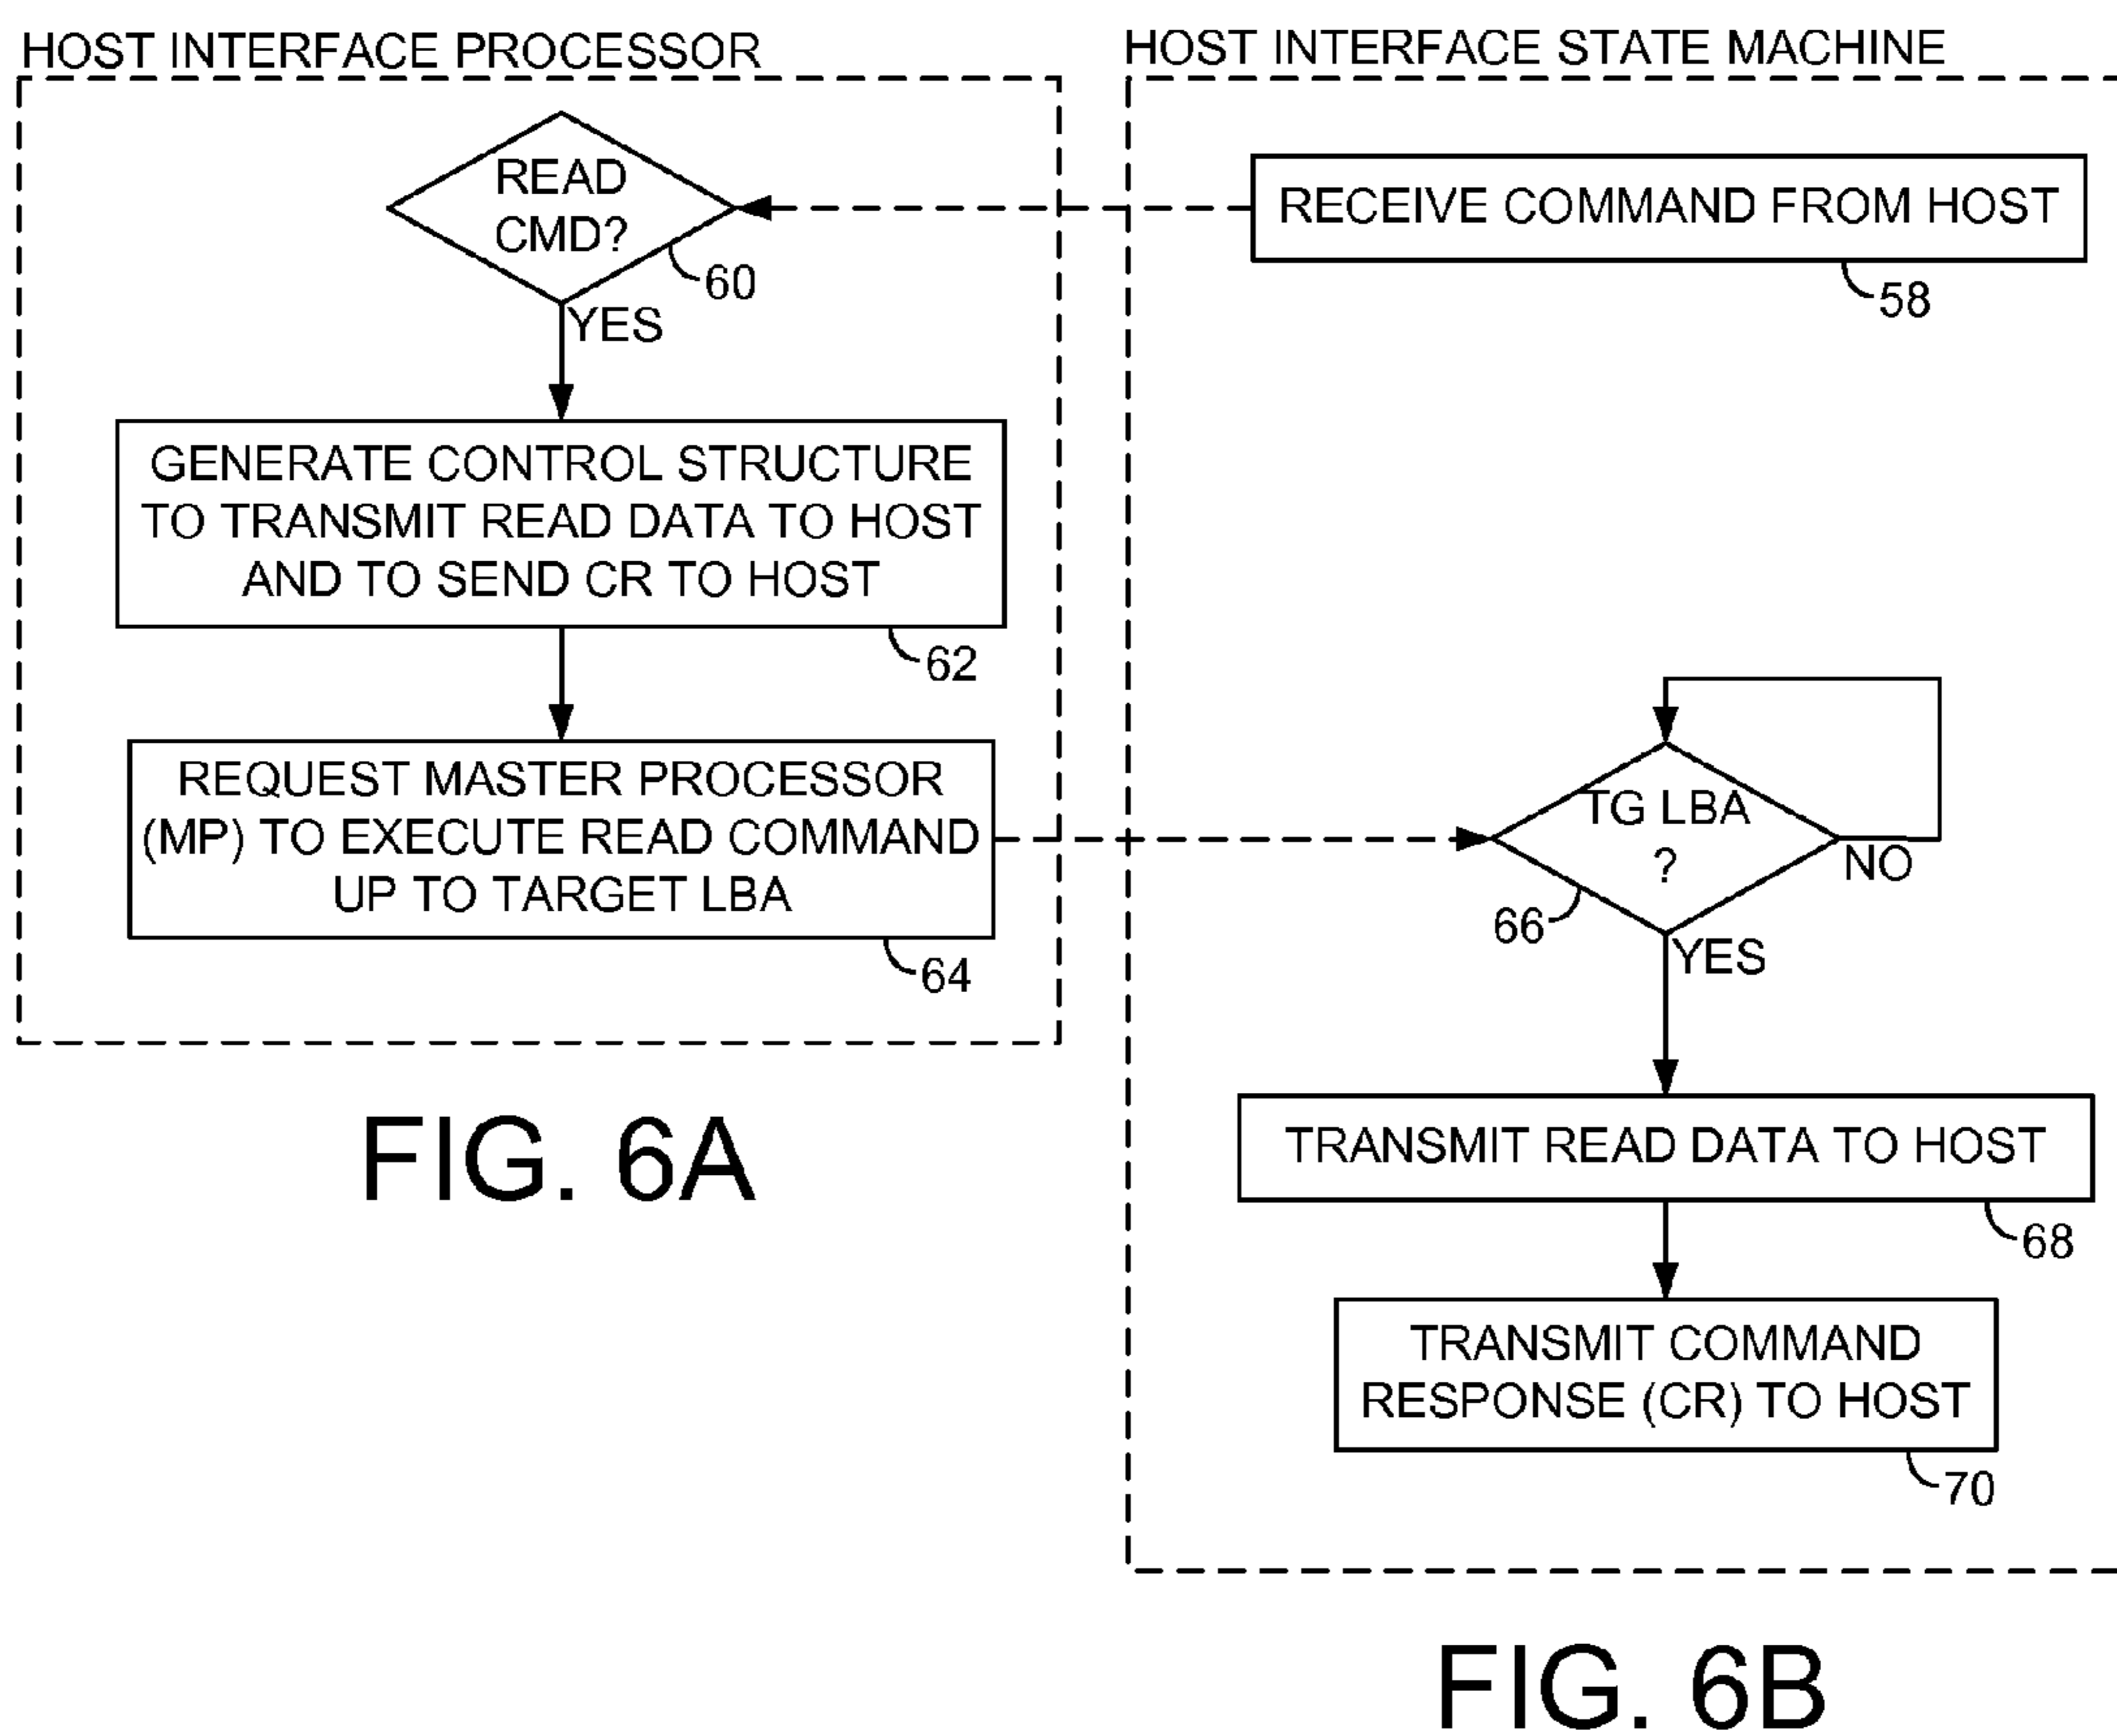 HOST INTERFACE PROCESSOR
READ
CMD?
60
YES
GENERATE CONTROL STRUCTURE
TO TRANSMIT READ DATA TO HOST
AND TO SEND CR TO HOST
62
REQUEST MASTER PROCESSOR
(MP) TO EXECUTE READ COMMAND
UP TO TARGET LBA
64
FIG. 6A
HOST INTERFACE STATE MACHINE
RECEIVE COMMAND FROM HOST
58
TG LBA
?
NO
66
YES
TRANSMIT READ DATA TO HOST
68
TRANSMIT COMMAND
RESPONSE (CR) TO HOST
70
FIG. 6B